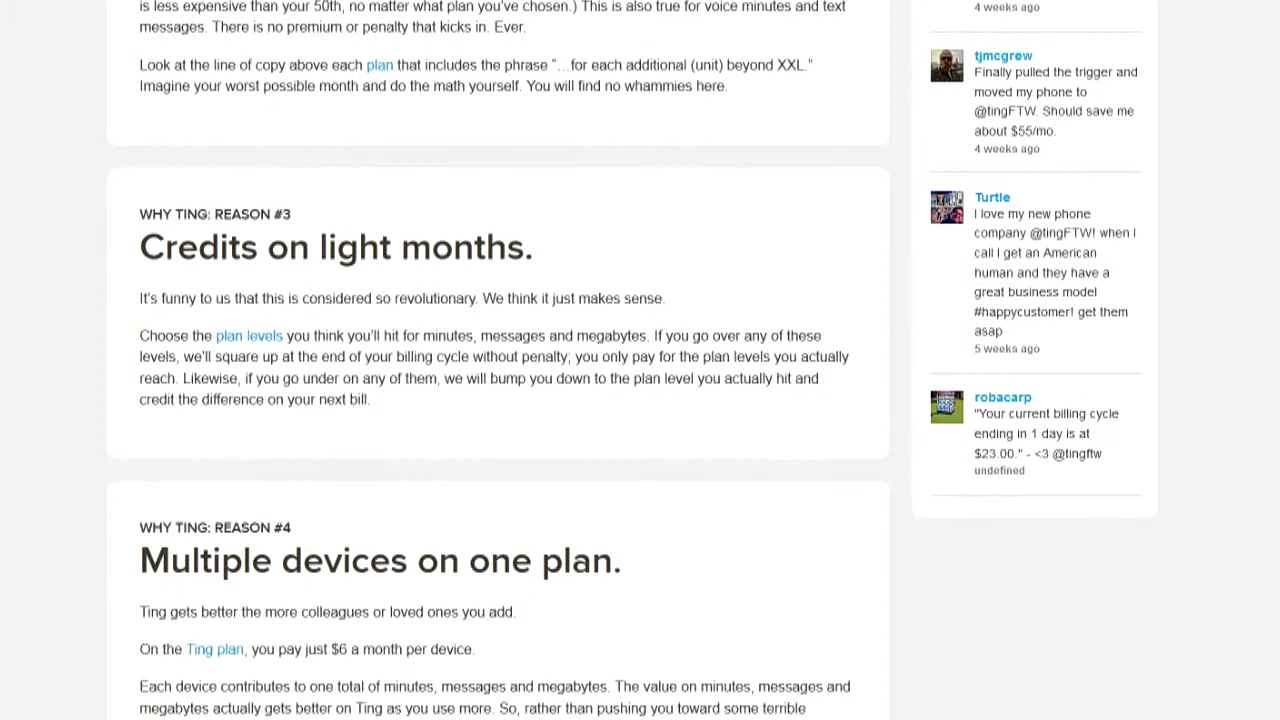 is less expensive than your 50th, no matter what plan you've chosen.) This is also true for voice minutes and text
messages. There is no premium or penalty that kicks in. Ever.
Look at the line of copy above each plan that includes the phrase "...for each additional (unit) beyond XXL."
Imagine your worst possible month and do the math yourself. You will find no whammies here.
WHY TING: REASON #3
Credits on light months.
It's funny to us that this is considered so revolutionary. We think it just makes sense.
Choose the plan levels you think you'll hit for minutes, messages and megabytes. If you go over any of these
levels, we'll square up at the end of your billing cycle without penalty; you only pay for the plan levels you actually
reach. Likewise, if you go under on any of them, we will bump you down to the plan level you actually hit and
credit the difference on your next bill.
WHY TING: REASON #4
Multiple devices on one plan.
Ting gets better the more colleagues or loved ones you add.
On the Ting plan, you pay just $6 a month per device.
Each device contributes to one total of minutes, messages and megabytes. The value on minutes, messages and
megabytes actually gets better on Ting as you use more. So, rather than pushing you toward some terrible
4 weeks ago
tjmcgrew
Finally pulled the trigger and
moved my phone to
@tingFTW. Should save me
about $55/mo.
4 weeks ago
Turtle
I love my new phone
company @tingFTW! when I
call I get an American
human and they have a
great business model
#happycustomer! get them
asap
5 weeks ago
robacarp
"Your current billing cycle
ending in 1 day is at
$23.00." - <3 @tingftw
undefined